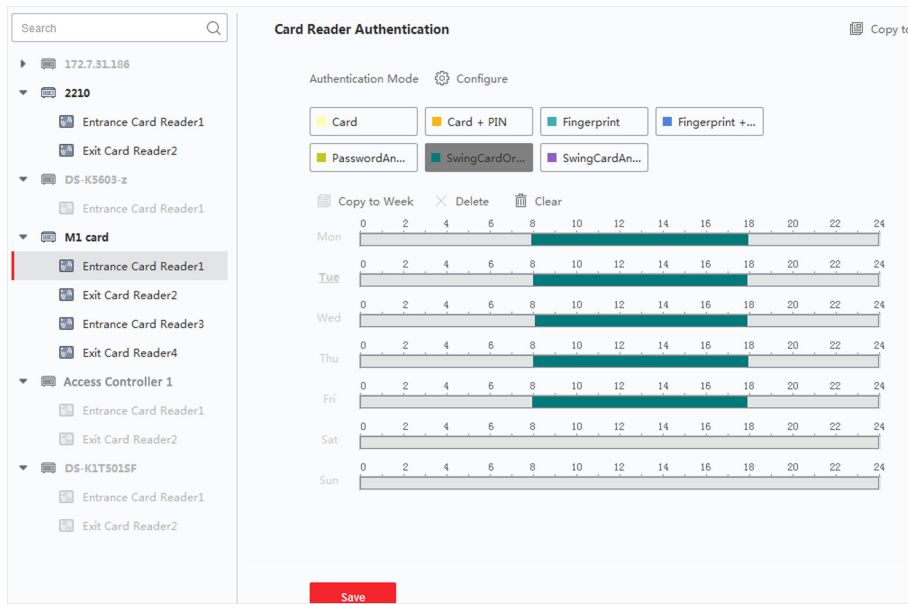 Search
172.7.31.186
2210
Entrance Card Reader1
Exit Card Reader2
DS-K5603-z
Entrance Card Reader1
M1 card
Entrance Card Reader1
Exit Card Reader2
Entrance Card Reader3
Exit Card Reader4
Access Controller 1
Entrance Card Reader1
Exit Card Reader2
DS-K1T501SF
Entrance Card Reader1
Exit Card Reader2
Card Reader Authentication
Copy to
Authentication Mode Configure
Card Card + PIN Fingerprint Fingerprint +...
PasswordAn... SwingCardOr... SwingCardAn...
Copy to Week Delete Clear
0 2 4 6 8 10 12 14 16 18 20 22 24
Mon
0 2 4 6 8 10 12 14 16 18 20 22 24
Tue
0 2 4 6 8 10 12 14 16 18 20 22 24
Wed
0 2 4 6 8 10 12 14 16 18 20 22 24
Thu
0 2 4 6 8 10 12 14 16 18 20 22 24
Fri
0 2 4 6 8 10 12 14 16 18 20 22 24
Sat
0 2 4 6 8 10 12 14 16 18 20 22 24
Sun
Save